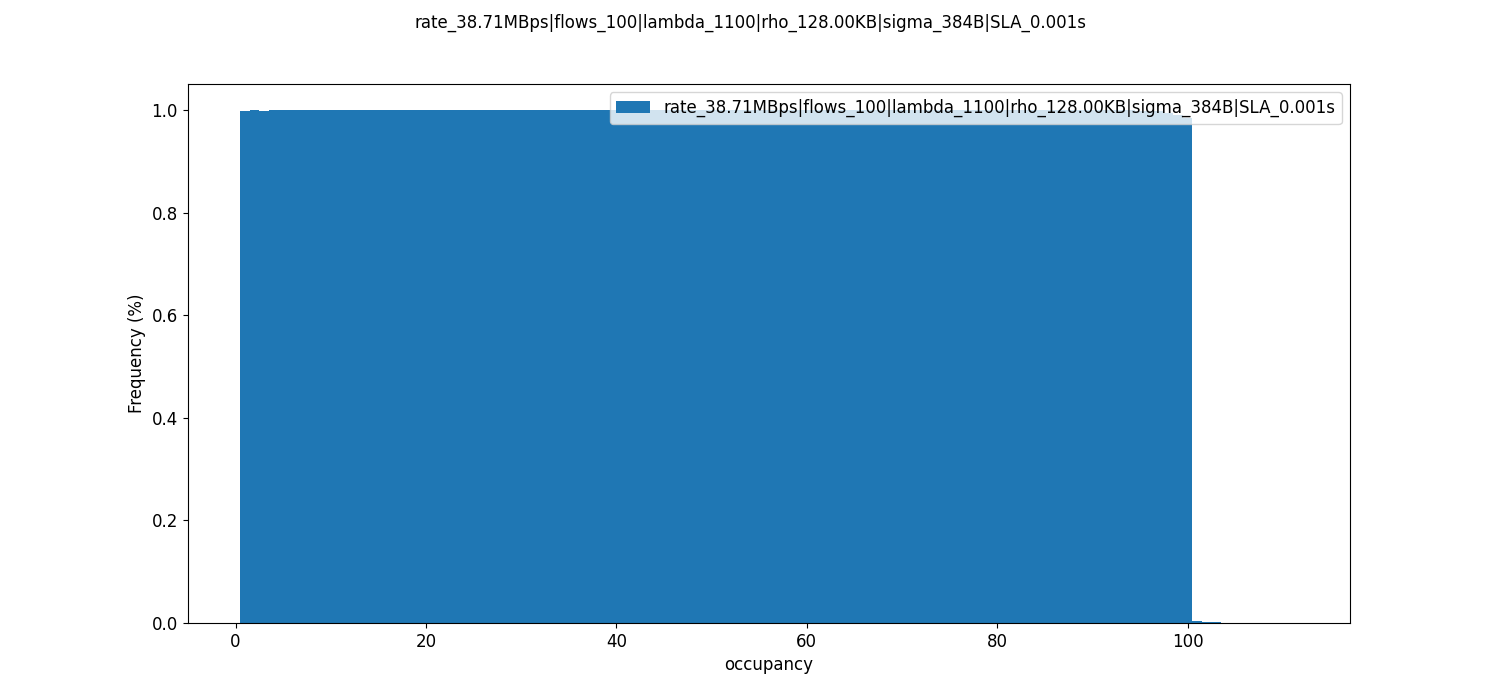 rate_38.71MBps|flows_100|lambda_1100|rho_128.00KB|sigma_384B|SLA_0.001s
rate_38.71MBps|flows_100|lambda_1100|rho_128.00KB|sigma_384B|SLA_0.001s
1.0
0.8
0.6
0.4
0.2
0.0
Frequency (%)
0 20 40 60 80 100
occupancy